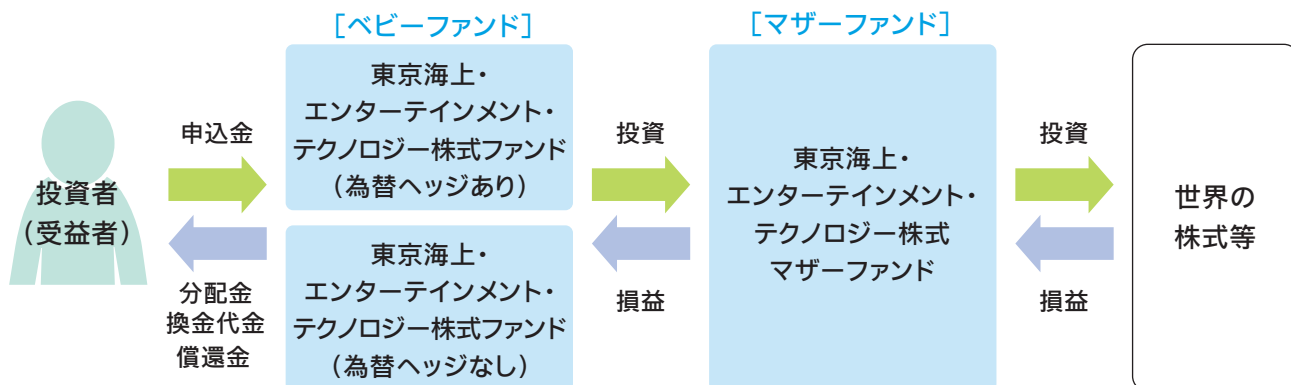 [ベビーファンド]
[マザーファンド]
投資者
(受益者)
申込金
分配金
換金代金
償還金
東京海上・
エンターテインメント・
テクノロジー株式ファンド
(為替ヘッジあり)
東京海上・
エンターテインメント・
テクノロジー株式ファンド
(為替ヘッジなし)
投資
損益
東京海上・
エンターテインメント・
テクノロジー株式
マザーファンド
投資
損益
世界の
株式等